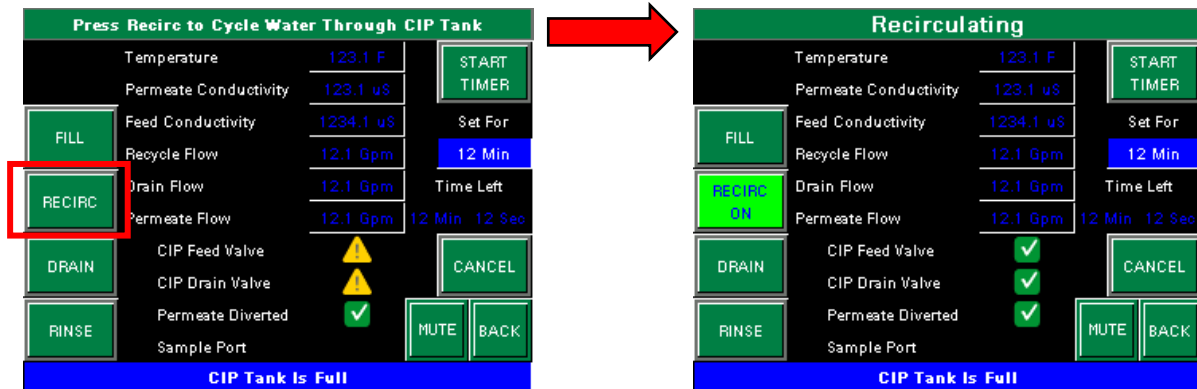 Press Recirc to Cycle Water Through CIP Tank
Temperature 123.1 F
START
TIMER
Permeate Conductivity 123.1 uS
Feed Conductivity 1234.1 uS
Set For
FILL
Recycle Flow 12.1 Gpm
12 Min
Drain Flow 12.1 Gpm
Time Left
RECIRC
Permeate Flow 12.1 Gpm
12 Min 12 Sec
CIP Feed Valve
DRAIN
CIP Drain Valve
CANCEL
Permeate Diverted
RINSE
MUTE
BACK
Sample Port
CIP Tank Is Full
Recirculating
Temperature 123.1 F
START
TIMER
Permeate Conductivity 123.1 uS
Feed Conductivity 1234.1 uS
Set For
FILL
Recycle Flow 12.1 Gpm
12 Min
Drain Flow 12.1 Gpm
Time Left
RECIRC
ON
Permeate Flow 12.1 Gpm
12 Min 12 Sec
CIP Feed Valve
DRAIN
CIP Drain Valve
CANCEL
Permeate Diverted
RINSE
MUTE
BACK
Sample Port
CIP Tank Is Full